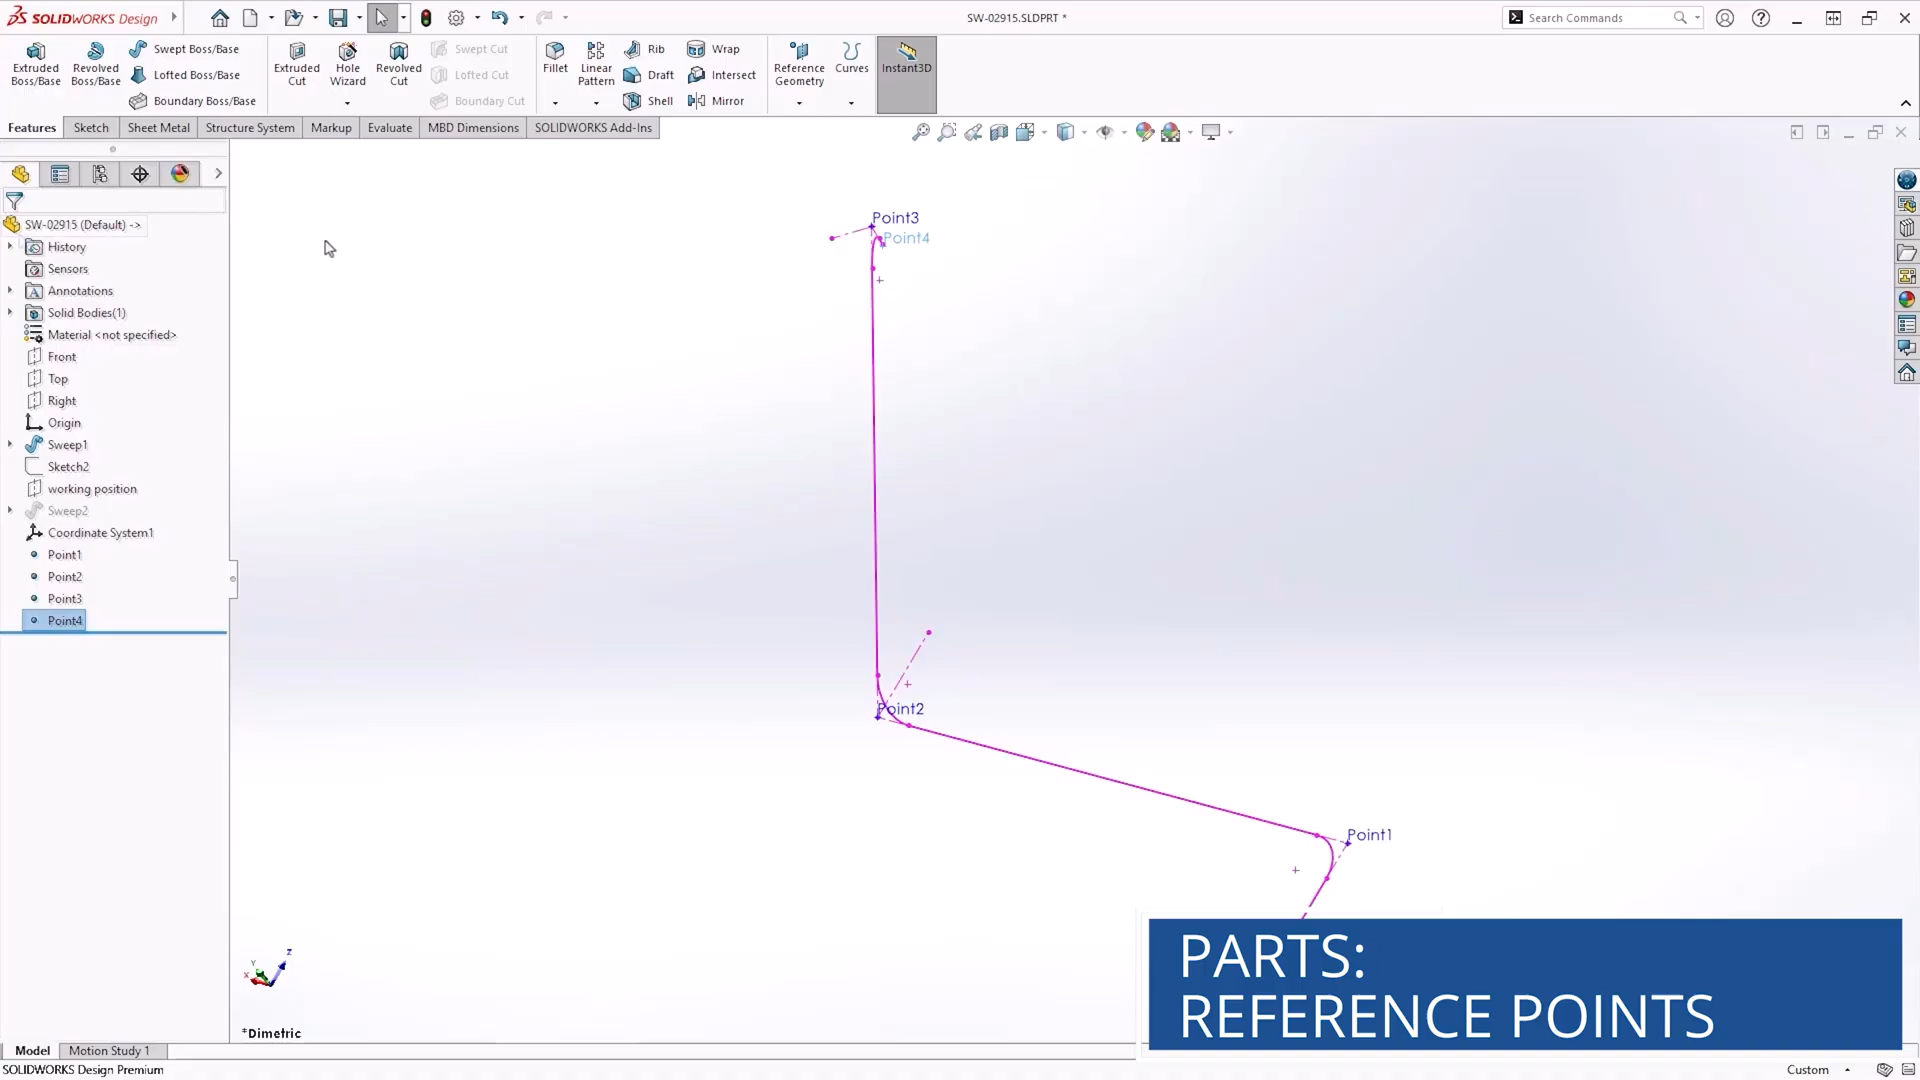 SOLIDWORKS Design
SW-02915.SLDPRT *
Search Commands
Extruded Boss/Base
Revolved Boss/Base
Swept Boss/Base
Lofted Boss/Base
Boundary Boss/Base
Extruded Cut
Hole Wizard
Revolved Cut
Swept Cut
Lofted Cut
Boundary Cut
Fillet
Linear Pattern
Rib
Draft
Shell
Wrap
Intersect
Mirror
Reference Geometry
Curves
Instant3D
Features
Sketch
Sheet Metal
Structure System
Markup
Evaluate
MBD Dimensions
SOLIDWORKS Add-Ins
SW-02915 (Default) ->
History
Sensors
Annotations
Solid Bodies(1)
Material <not specified>
Front
Top
Right
Origin
Sweep1
Sketch2
working position
Sweep2
Coordinate System1
Point1
Point2
Point3
Point4
Point3
Point4
Point2
Point1
X
Y
Z
*Dimetric
PARTS:
REFERENCE POINTS
Model
Motion Study 1
SOLIDWORKS Design Premium
Custom